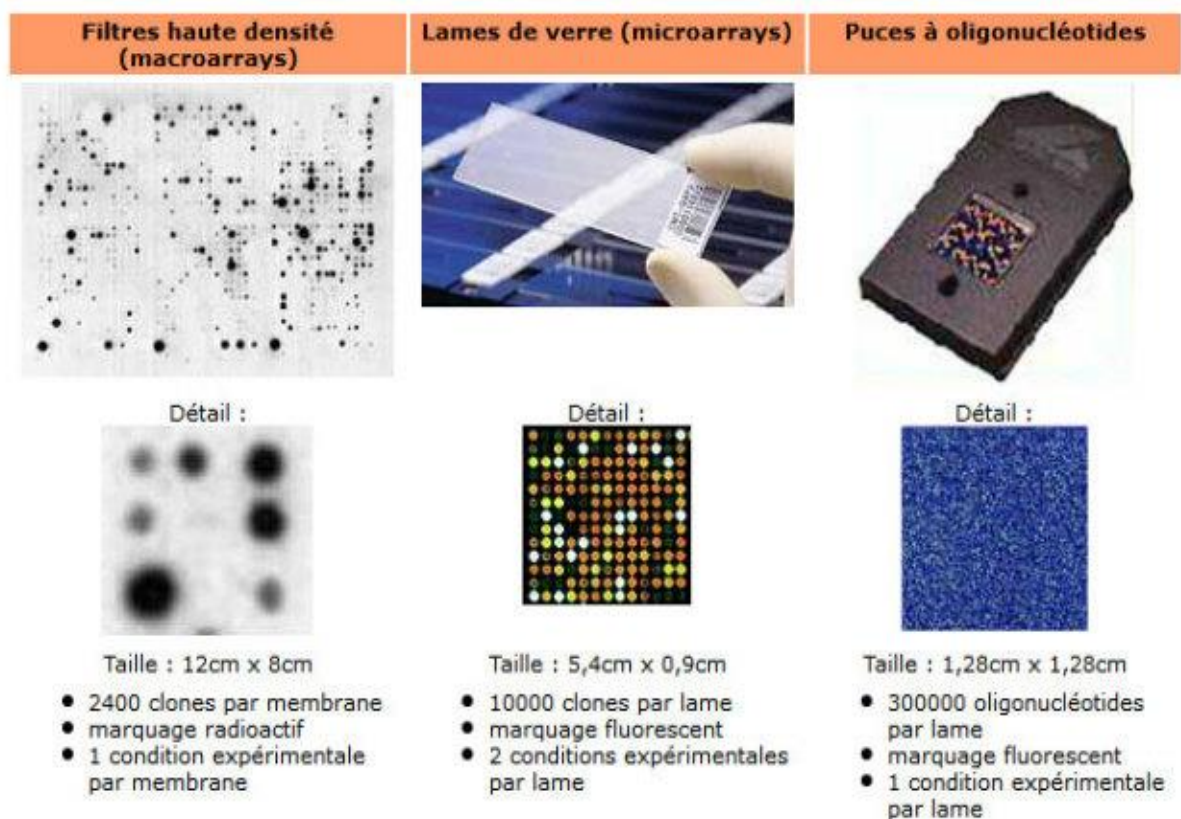 Filtres haute densité
(macroarrays)
Lames de verre (microarrays)
Puces à oligonucléotides
Détail :
Détail :
Détail :
Taille : 12cm x 8cm
• 2400 clones par membrane
• marquage radioactif
• 1 condition expérimentale
par membrane
Taille : 5,4cm x 0,9cm
• 10000 clones par lame
• marquage fluorescent
• 2 conditions expérimentales
par lame
Taille : 1,28cm x 1,28cm
• 300000 oligonucléotides
par lame
• marquage fluorescent
• 1 condition expérimentale
par lame